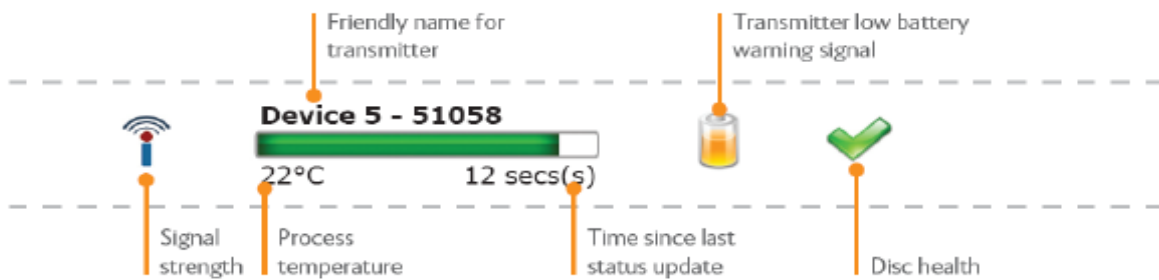 Friendly name for
transmitter
Transmitter low battery
warning signal
Device 5 - 51058
22°C
12 secs(s)
Signal
strength
Process
temperature
Time since last
status update
Disc health